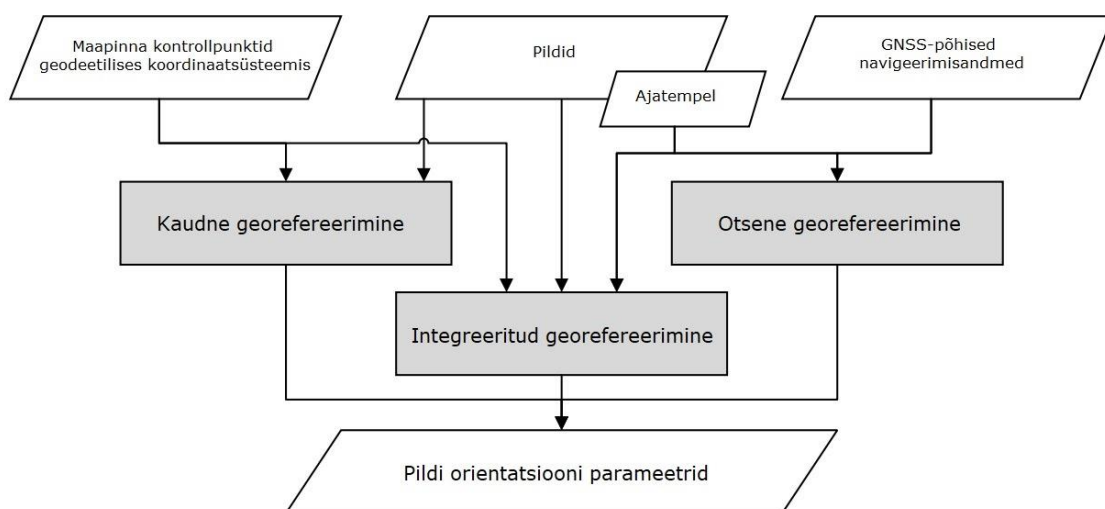 Maapinna kontrollpunktid
geodeetilises koordinaatsüsteemis
Pildid
Ajatempel
GNSS-põhised
navigeerimisandmed
Kaudne georefereerimine
Otsene georefereerimine
Integreeritud georefereerimine
Pildi orientatsiooni parameetrid